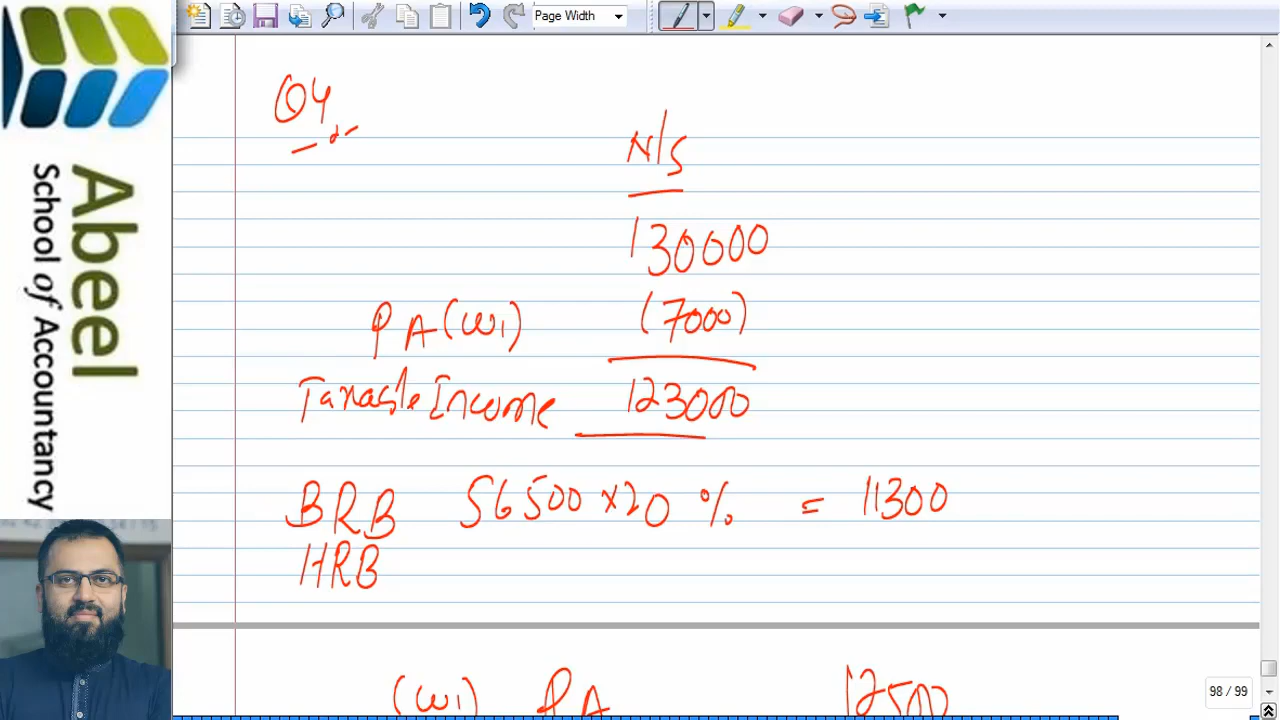 Page Width
Abeel
School of Accountancy
Q4
N/S
130000
PA (W1) (7000)
Taxable Income 123000
BRB 56500 × 20 % = 11300
HRB
(W1) PA 12500
98 / 99